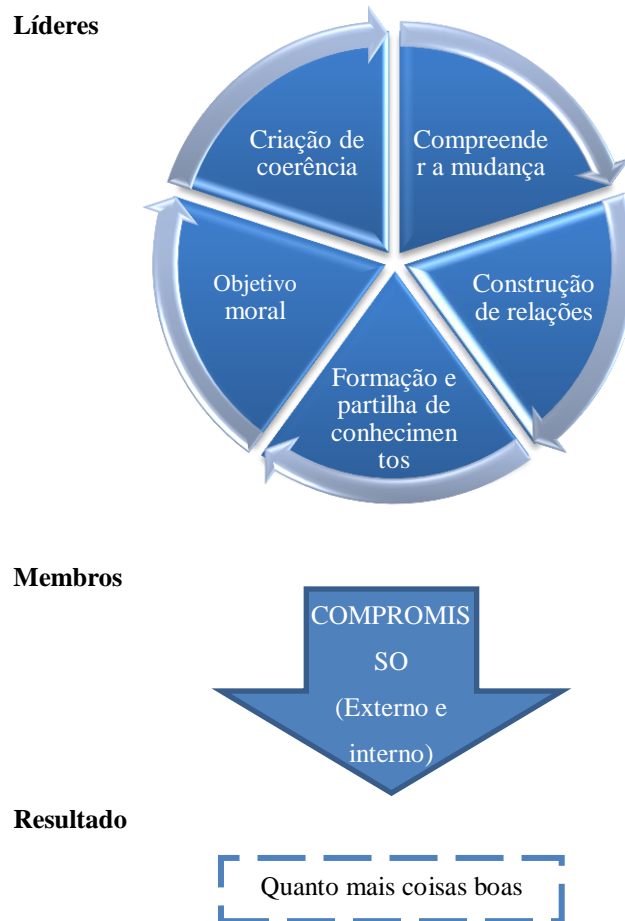 Líderes
Criação de
coerência
Compreende
r a mudança
Objetivo
moral
Construção
de relações
Formação e
partilha de
conhecimen
tos
Membros
COMPROMIS
SO
(Externo e
interno)
Resultado
Quanto mais coisas boas